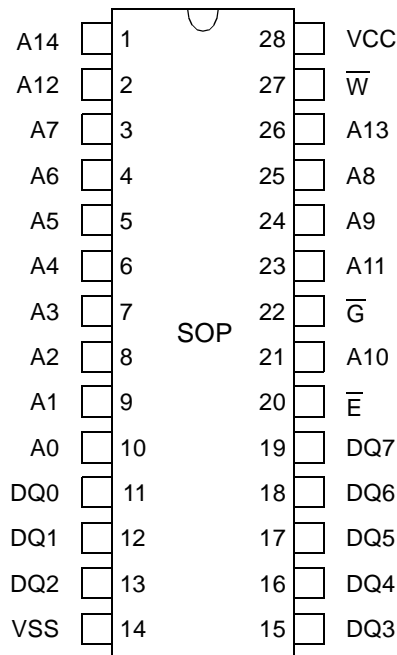 A14 1 28 VCC
A12 2 27 W̅
A7 3 26 A13
A6 4 25 A8
A5 5 24 A9
A4 6 23 A11
A3 7 22 G̅
SOP
A2 8 21 A10
A1 9 20 E̅
A0 10 19 DQ7
DQ0 11 18 DQ6
DQ1 12 17 DQ5
DQ2 13 16 DQ4
VSS 14 15 DQ3